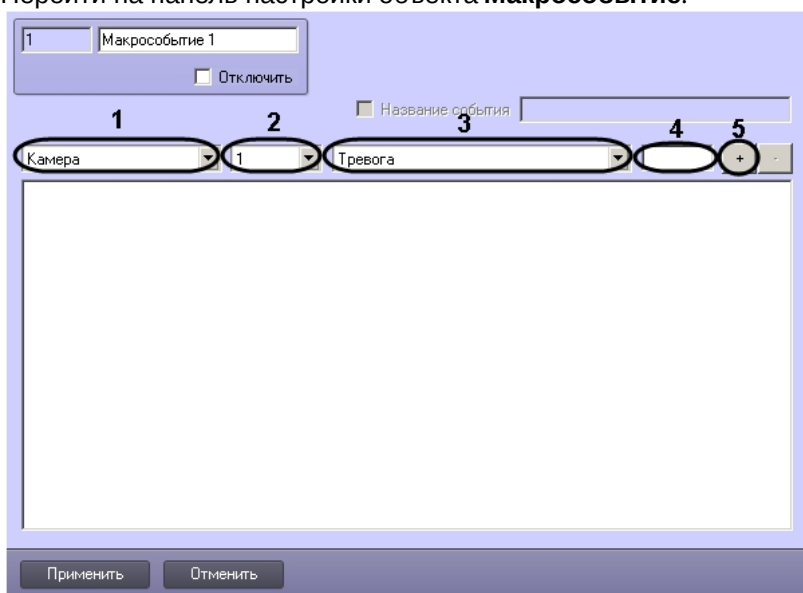 Перейти на панель настройки объекта Макрособытие.
1 Макрособытие 1
Отключить
Название события
1 2 3 4 5
Камера 1 Тревога + -
Применить Отменить